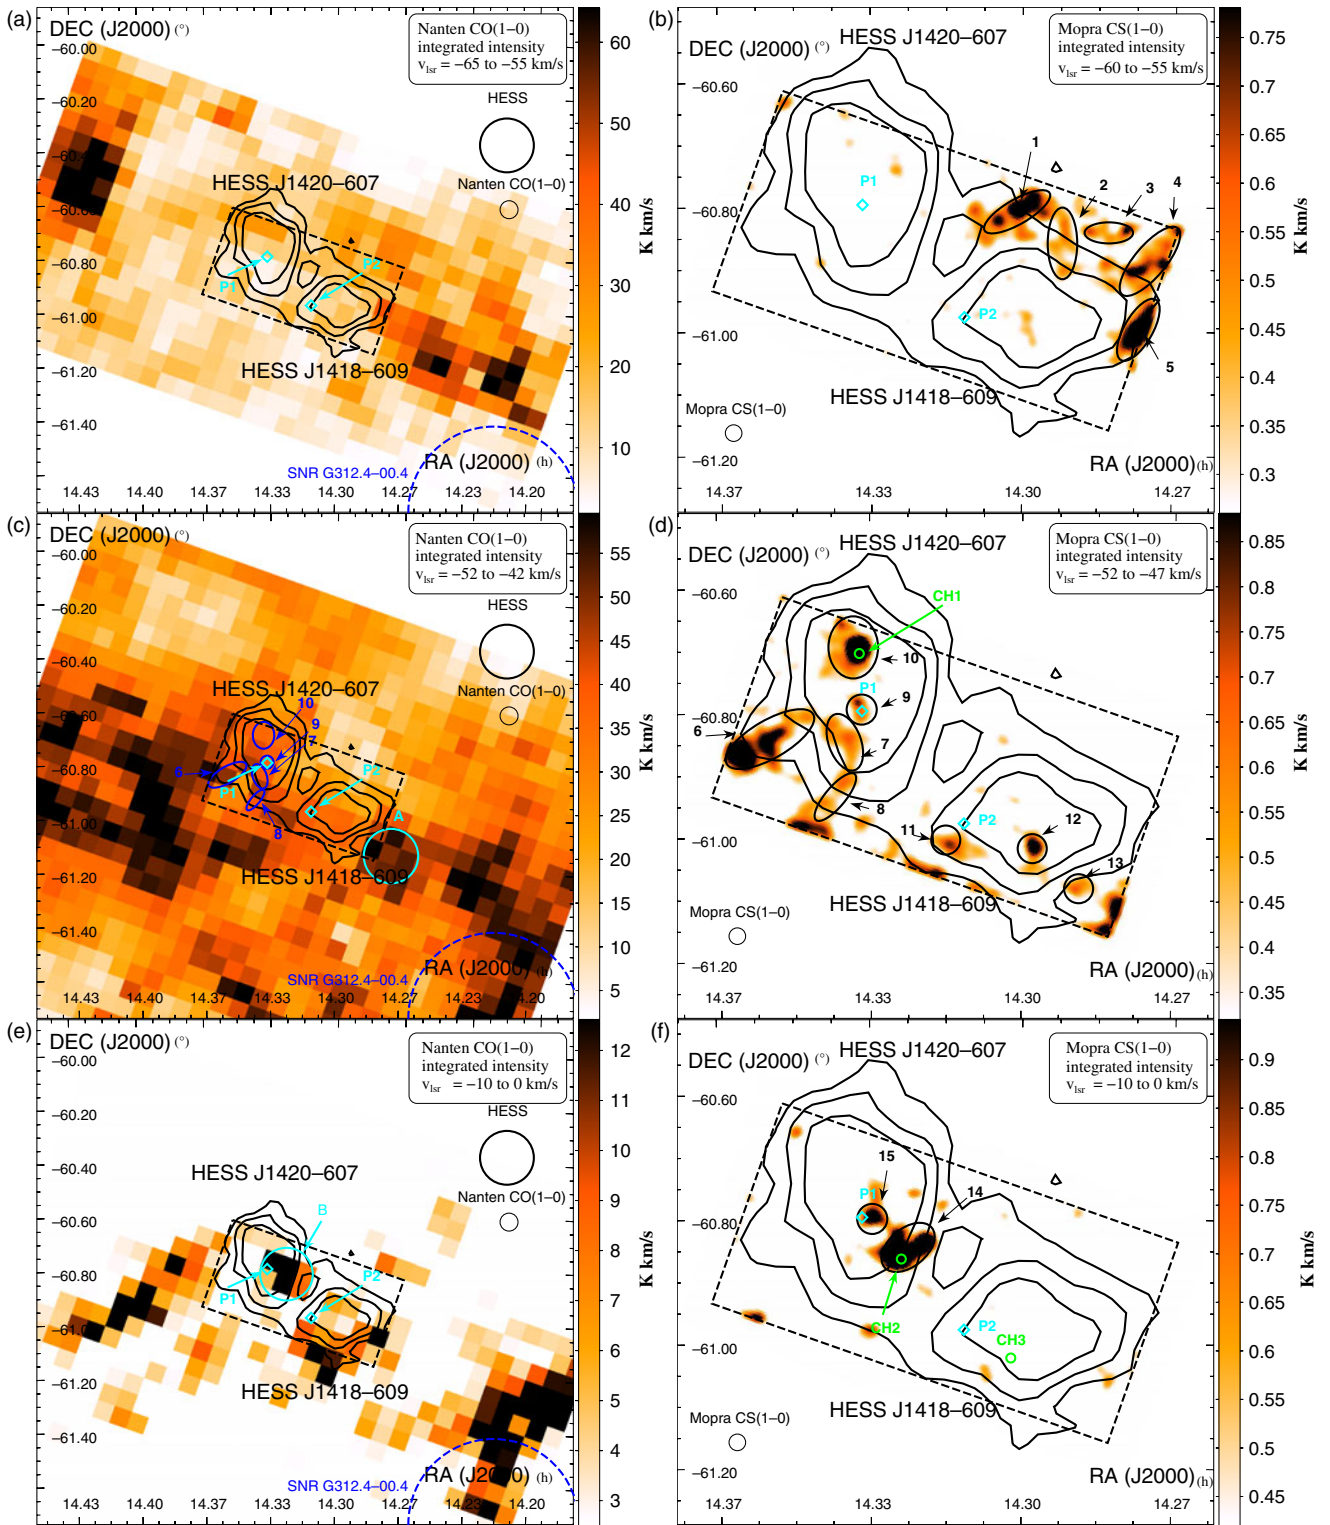 (a)
DEC (J2000) (°)
Nanten CO(1–0)
integrated intensity
v_lsr = −65 to −55 km/s
HESS
Nanten CO(1–0)
HESS J1420–607
P1
P2
HESS J1418–609
SNR G312.4–00.4
RA (J2000) (h)
−60.00
−60.20
−60.40
−60.60
−60.80
−61.00
−61.20
−61.40
14.43 14.40 14.37 14.33 14.30 14.27 14.23 14.20
60
50
40
30
20
10
K km/s
(b)
DEC (J2000) (°)
HESS J1420–607
Mopra CS(1–0)
integrated intensity
v_lsr = −60 to −55 km/s
1
2
3
4
5
P1
P2
HESS J1418–609
Mopra CS(1–0)
RA (J2000) (h)
−60.60
−60.80
−61.00
−61.20
14.37 14.33 14.30 14.27
0.75
0.7
0.65
0.6
0.55
0.5
0.45
0.4
0.35
0.3
K km/s
(c)
DEC (J2000) (°)
Nanten CO(1–0)
integrated intensity
v_lsr = −52 to −42 km/s
HESS
Nanten CO(1–0)
HESS J1420–607
10
9
7
6
8
P1
P2
A
HESS J1418–609
SNR G312.4–00.4
RA (J2000) (h)
−60.00
−60.20
−60.40
−60.60
−60.80
−61.00
−61.20
−61.40
14.43 14.40 14.37 14.33 14.30 14.27 14.23 14.20
55
50
45
40
35
30
25
20
15
10
5
K km/s
(d)
DEC (J2000) (°)
HESS J1420–607
Mopra CS(1–0)
integrated intensity
v_lsr = −52 to −47 km/s
CH1
10
P1
9
6
7
8
11
P2
12
13
HESS J1418–609
Mopra CS(1–0)
RA (J2000) (h)
−60.60
−60.80
−61.00
−61.20
14.37 14.33 14.30 14.27
0.85
0.8
0.75
0.7
0.65
0.6
0.55
0.5
0.45
0.4
0.35
K km/s
(e)
DEC (J2000) (°)
Nanten CO(1–0)
integrated intensity
v_lsr = −10 to 0 km/s
HESS
Nanten CO(1–0)
HESS J1420–607
B
P1
P2
HESS J1418–609
SNR G312.4–00.4
RA (J2000) (h)
−60.00
−60.20
−60.40
−60.60
−60.80
−61.00
−61.20
−61.40
14.43 14.40 14.37 14.33 14.30 14.27 14.23 14.20
12
11
10
9
8
7
6
5
4
3
K km/s
(f)
DEC (J2000) (°)
HESS J1420–607
Mopra CS(1–0)
integrated intensity
v_lsr = −10 to 0 km/s
15
P1
14
CH2
P2
CH3
HESS J1418–609
Mopra CS(1–0)
RA (J2000) (h)
−60.60
−60.80
−61.00
−61.20
14.37 14.33 14.30 14.27
0.9
0.85
0.8
0.75
0.7
0.65
0.6
0.55
0.5
0.45
K km/s